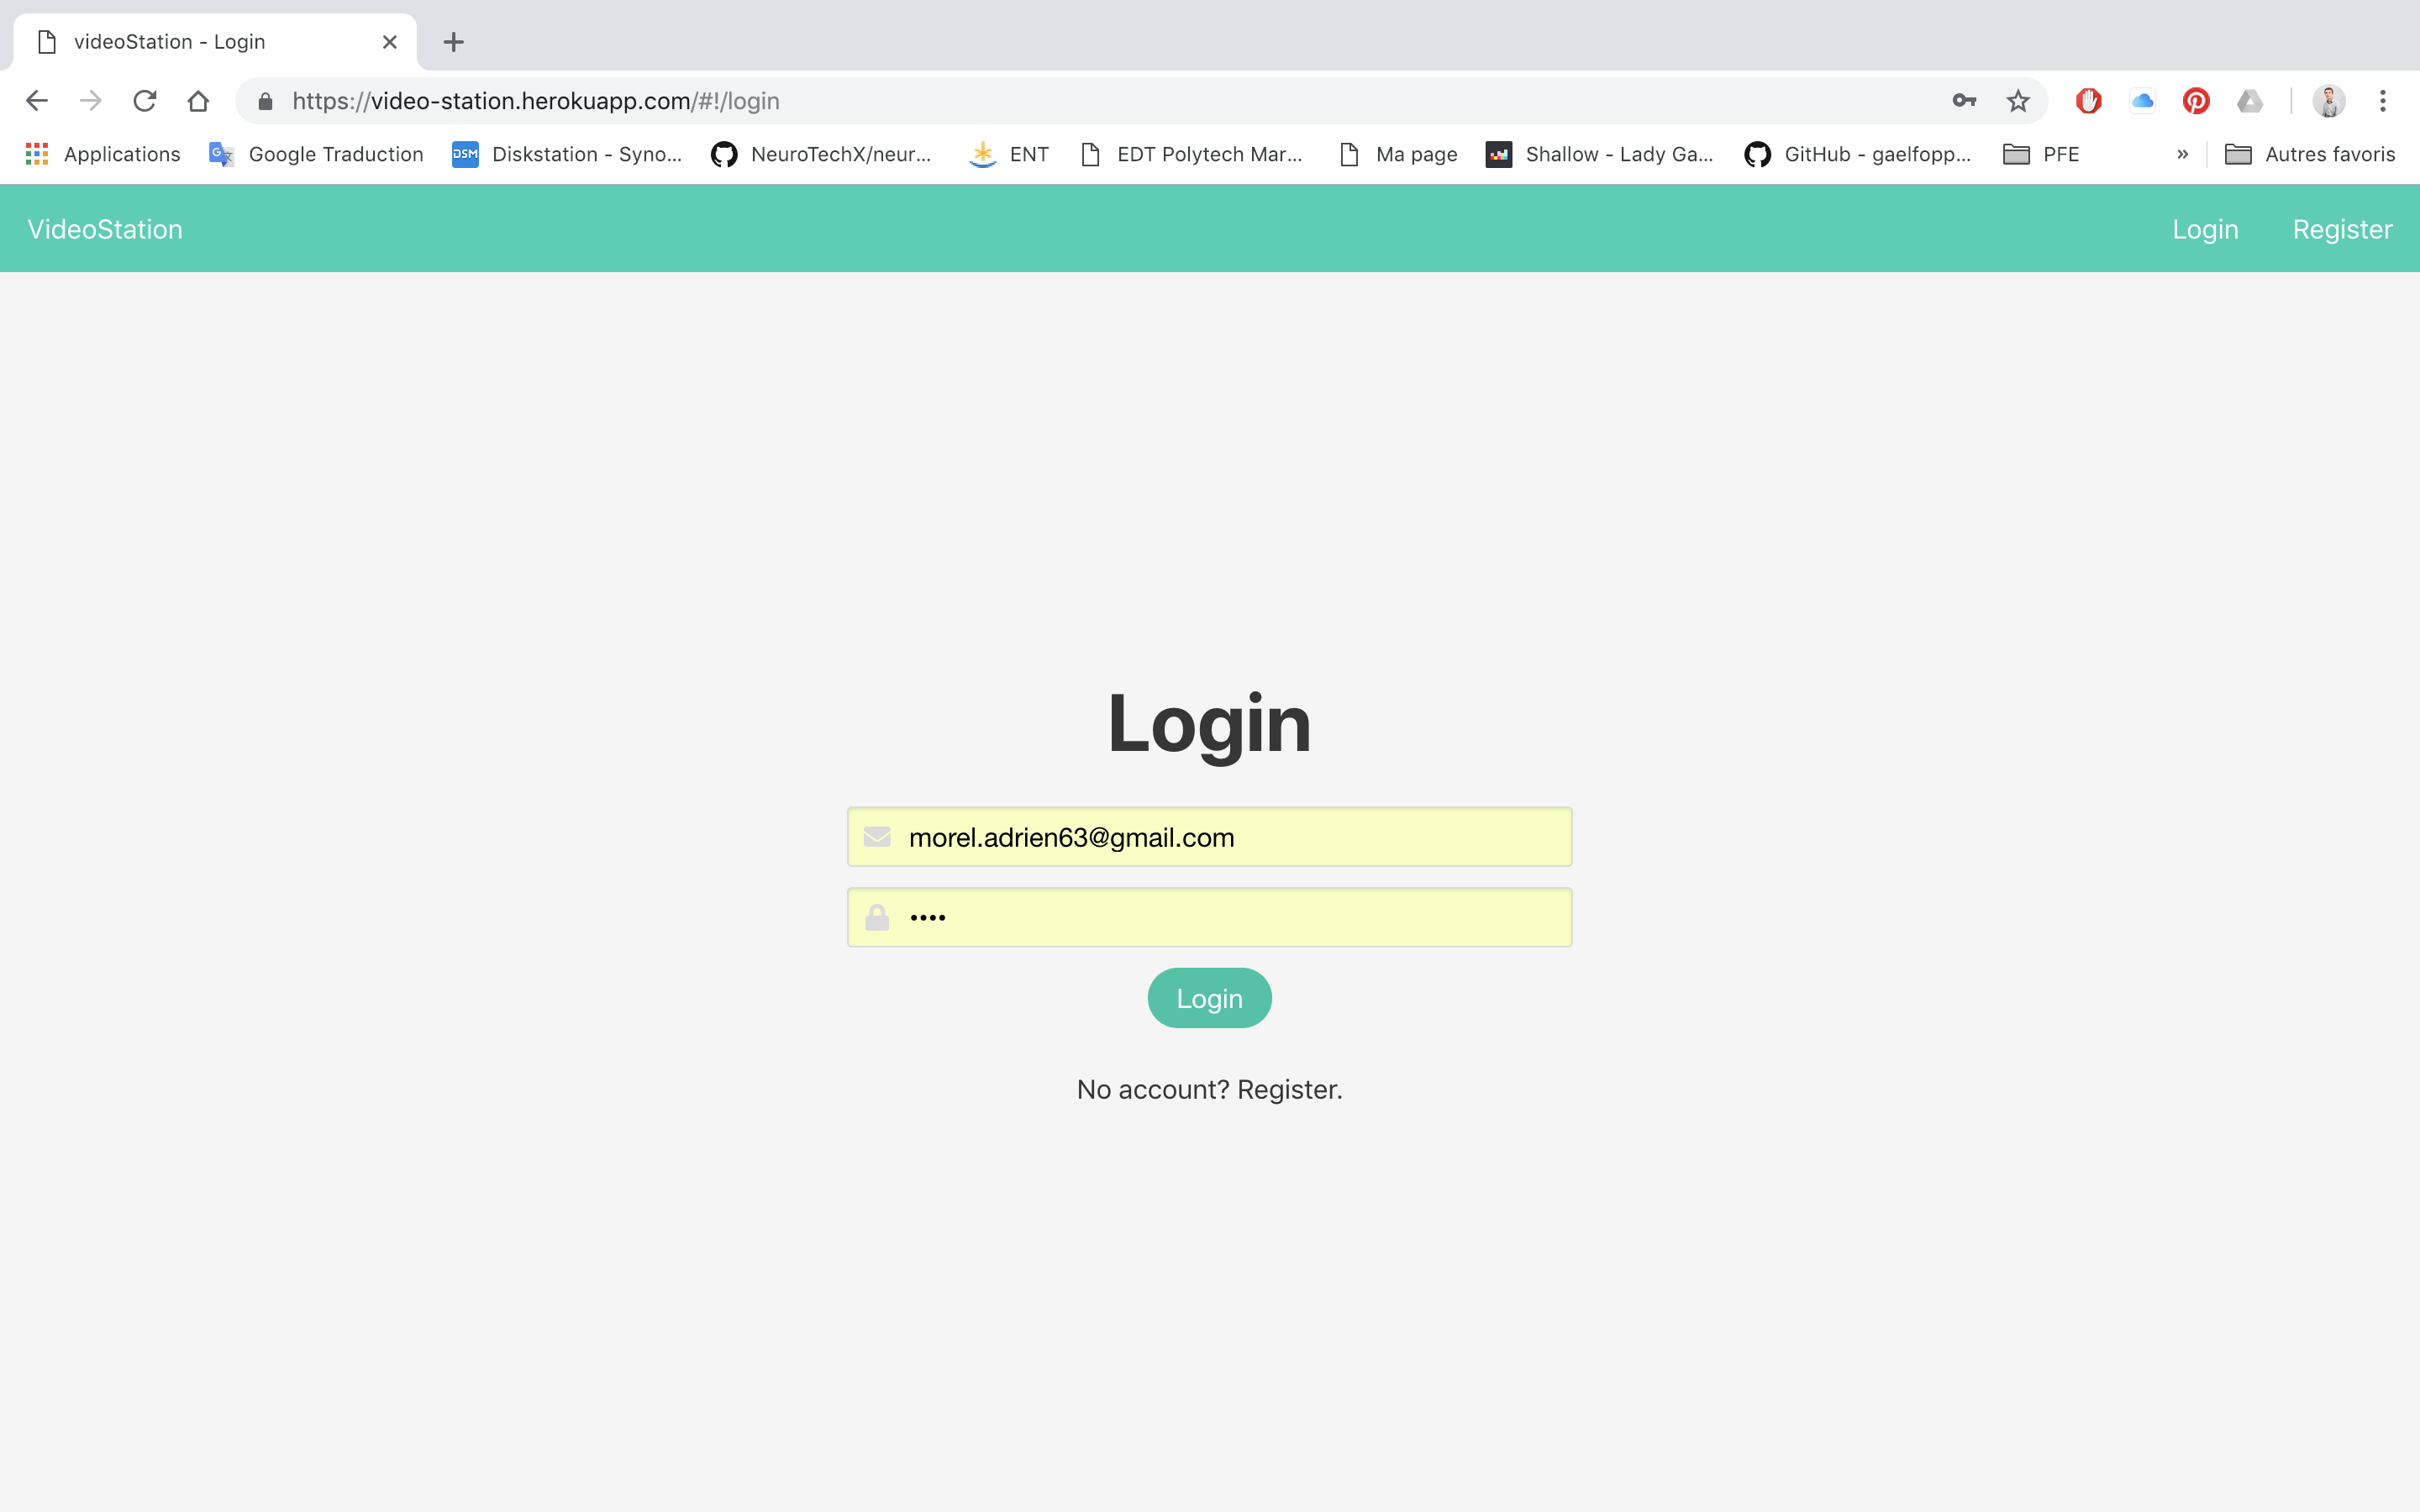 videoStation - Login
https://video-station.herokuapp.com/#!/login
Applications Google Traduction DSM Diskstation - Syno... NeuroTechX/neur... ENT EDT Polytech Mar... Ma page Shallow - Lady Ga... GitHub - gaelfopp... PFE » Autres favoris
VideoStation Login Register
Login
morel.adrien63@gmail.com
••••
Login
No account? Register.